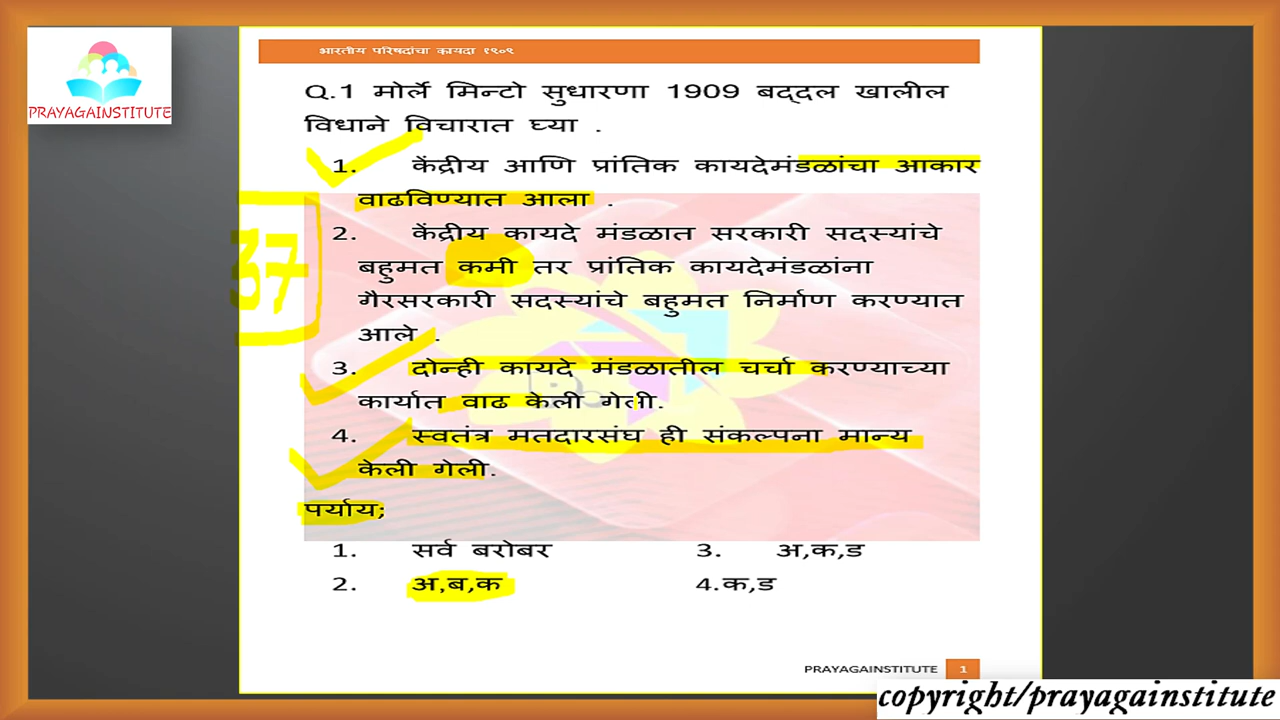 PRAYAGAINSTITUTE
भारतीय परिषदांचा कायदा १९०९
Q.1 मोर्ले मिन्टो सुधारणा 1909 बद्दल खालील
विधाने विचारात घ्या .
1. केंद्रीय आणि प्रांतिक कायदेमंडळांचा आकार
वाढविण्यात आला .
2. केंद्रीय कायदे मंडळात सरकारी सदस्यांचे
37
बहुमत कमी तर प्रांतिक कायदेमंडळांना
गैरसरकारी सदस्यांचे बहुमत निर्माण करण्यात
आले .
3. दोन्ही कायदे मंडळातील चर्चा करण्याच्या
कार्यात वाढ केली गेली.
4. स्वतंत्र मतदारसंघ ही संकल्पना मान्य
केली गेली.
पर्याय;
1. सर्व बरोबर 3. अ,क,ड
2. अ,ब,क 4.क,ड
PRAYAGAINSTITUTE 1
copyright/prayagainstitute